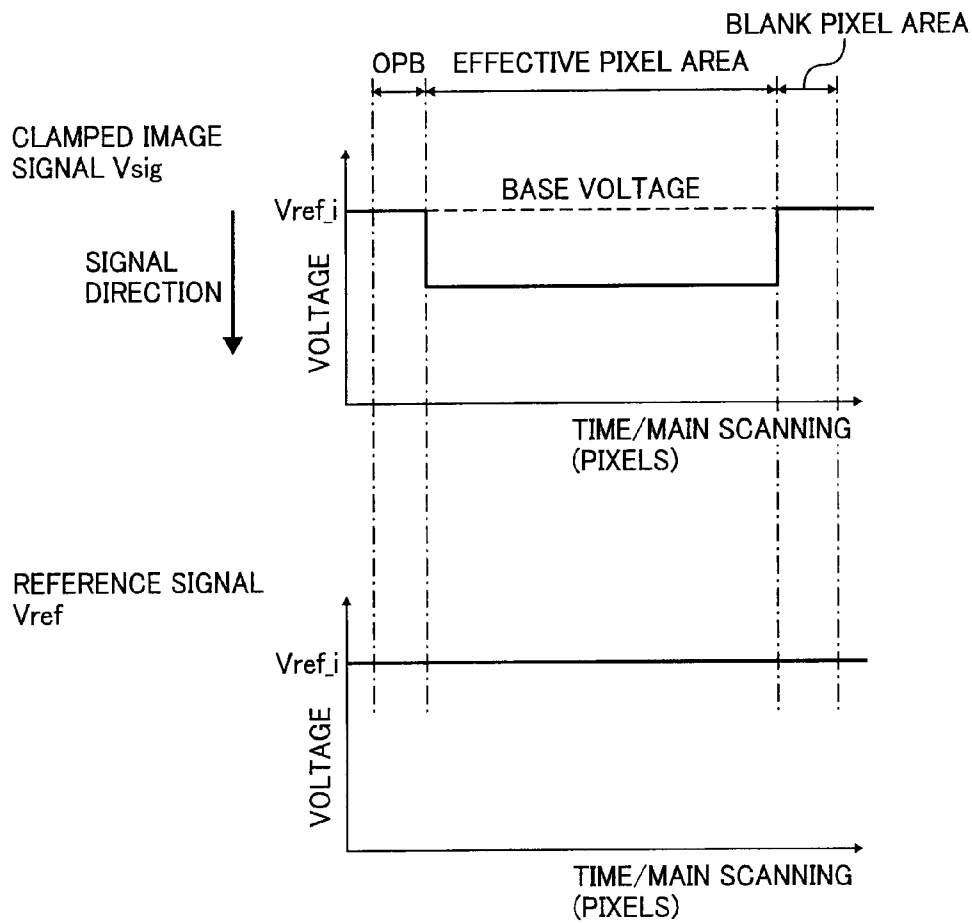 BLANK PIXEL AREA
OPB
EFFECTIVE PIXEL AREA
CLAMPED IMAGE
SIGNAL Vsig
BASE VOLTAGE
Vref_i
SIGNAL
DIRECTION
VOLTAGE
TIME/MAIN SCANNING
(PIXELS)
REFERENCE SIGNAL
Vref
Vref_i
VOLTAGE
TIME/MAIN SCANNING
(PIXELS)